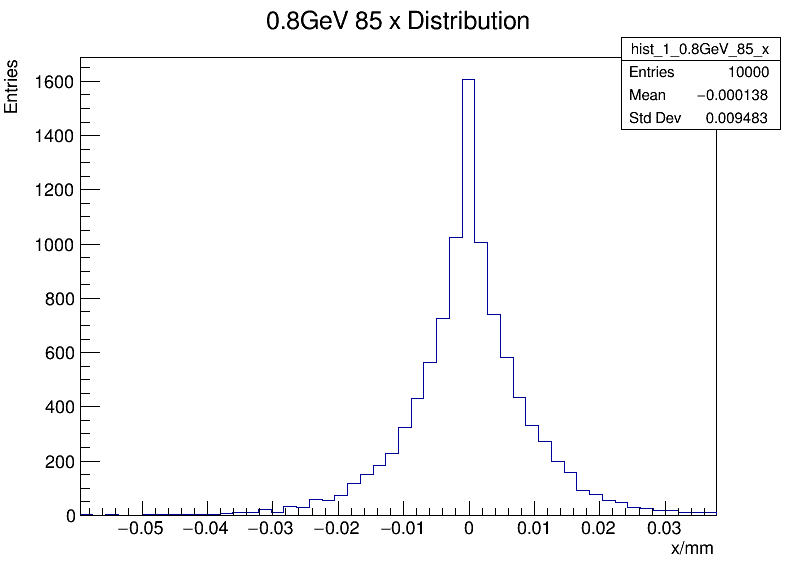 0.8GeV 85 x Distribution
hist_1_0.8GeV_85_x
Entries 10000
Mean −0.000138
Std Dev 0.009483
Entries
1600
1400
1200
1000
800
600
400
200
0
−0.05 −0.04 −0.03 −0.02 −0.01 0 0.01 0.02 0.03
x/mm